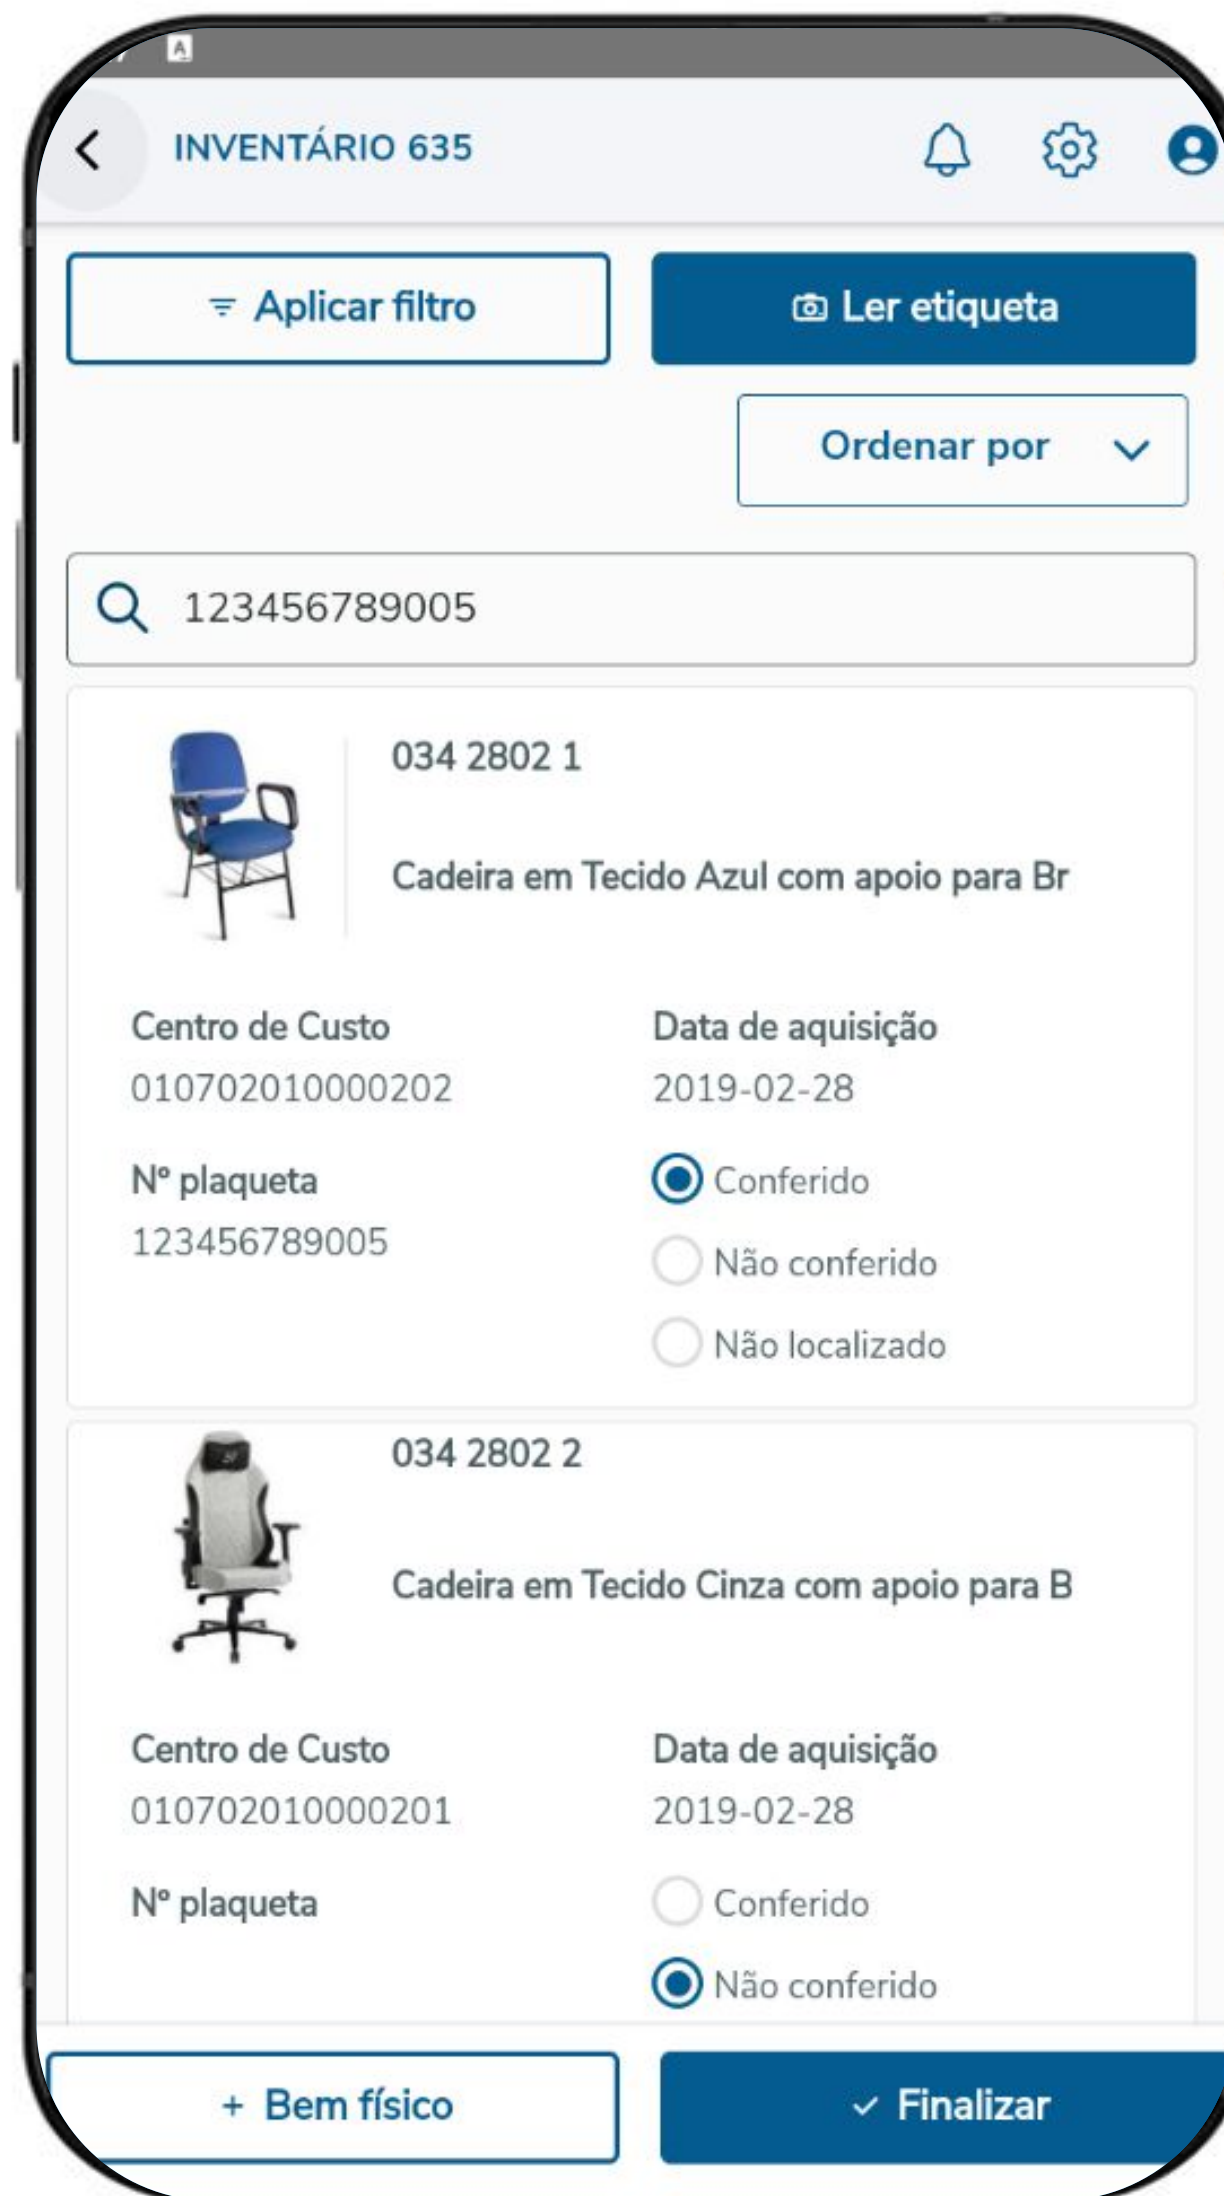 INVENTÁRIO 635
Aplicar filtro
Ler etiqueta
Ordenar por
123456789005
034 2802 1
Cadeira em Tecido Azul com apoio para Br
Centro de Custo
Data de aquisição
010702010000202
2019-02-28
Nº plaqueta
Conferido
123456789005
Não conferido
Não localizado
034 2802 2
Cadeira em Tecido Cinza com apoio para B
Centro de Custo
Data de aquisição
010702010000201
2019-02-28
Nº plaqueta
Conferido
Não conferido
+ Bem físico
Finalizar